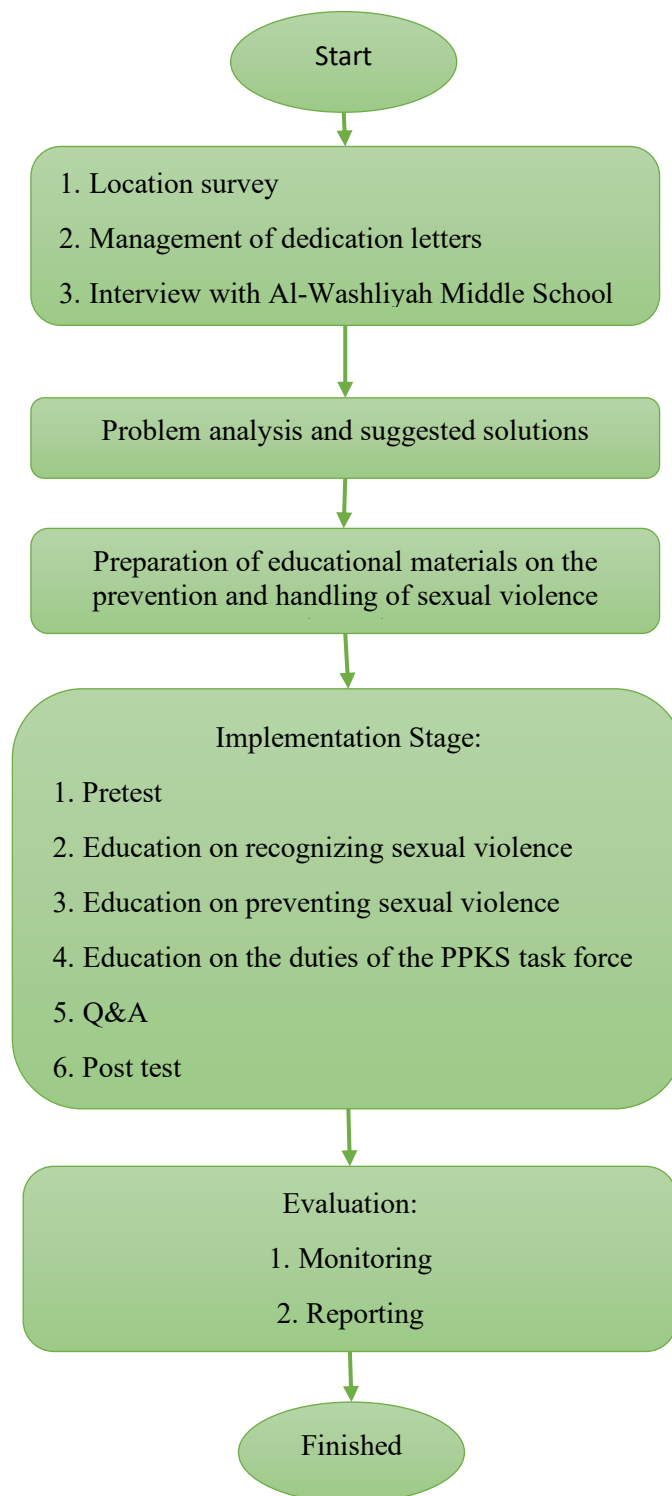 Start
1. Location survey
2. Management of dedication letters
3. Interview with Al-Washliyah Middle School
Problem analysis and suggested solutions
Preparation of educational materials on the
prevention and handling of sexual violence
Implementation Stage:
1. Pretest
2. Education on recognizing sexual violence
3. Education on preventing sexual violence
4. Education on the duties of the PPKS task force
5. Q&A
6. Post test
Evaluation:
1. Monitoring
2. Reporting
Finished